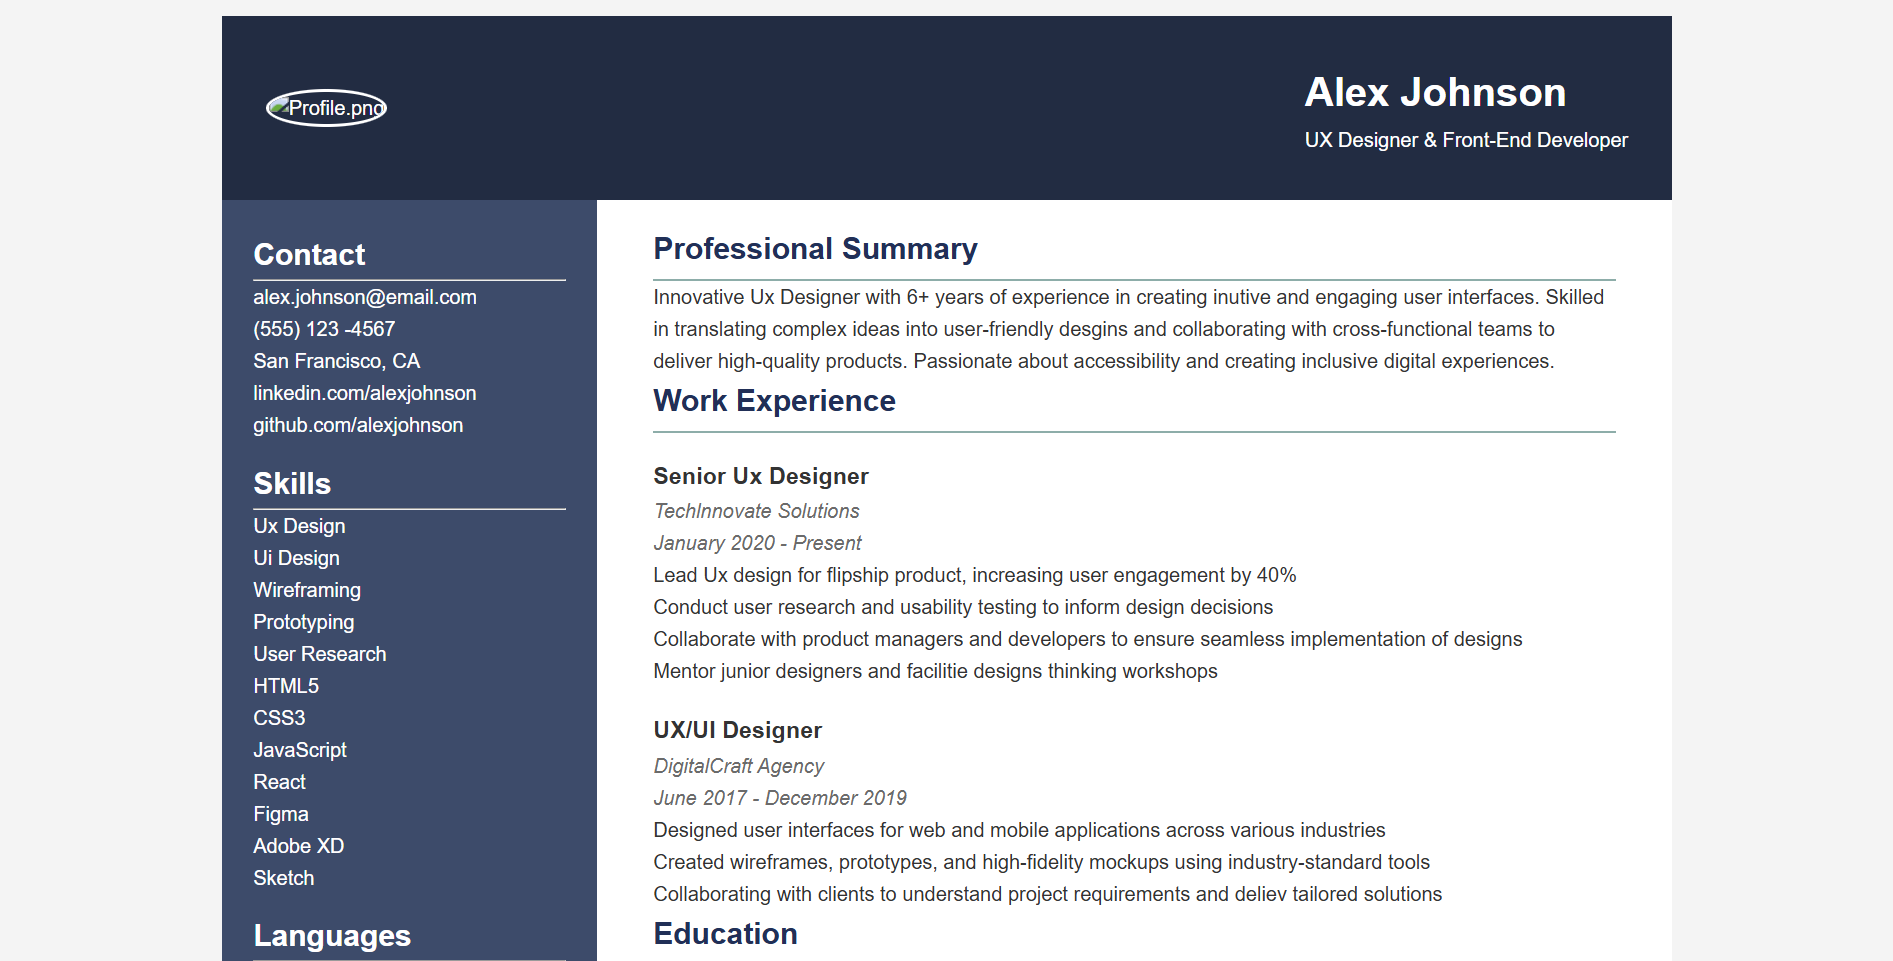 Profile.png
Alex Johnson
UX Designer & Front-End Developer
Contact
alex.johnson@email.com
(555) 123 -4567
San Francisco, CA
linkedin.com/alexjohnson
github.com/alexjohnson
Skills
Ux Design
Ui Design
Wireframing
Prototyping
User Research
HTML5
CSS3
JavaScript
React
Figma
Adobe XD
Sketch
Languages
Professional Summary
Innovative Ux Designer with 6+ years of experience in creating inutive and engaging user interfaces. Skilled
in translating complex ideas into user-friendly desgins and collaborating with cross-functional teams to
deliver high-quality products. Passionate about accessibility and creating inclusive digital experiences.
Work Experience
Senior Ux Designer
TechInnovate Solutions
January 2020 - Present
Lead Ux design for flipship product, increasing user engagement by 40%
Conduct user research and usability testing to inform design decisions
Collaborate with product managers and developers to ensure seamless implementation of designs
Mentor junior designers and facilitie designs thinking workshops
UX/UI Designer
DigitalCraft Agency
June 2017 - December 2019
Designed user interfaces for web and mobile applications across various industries
Created wireframes, prototypes, and high-fidelity mockups using industry-standard tools
Collaborating with clients to understand project requirements and deliev tailored solutions
Education